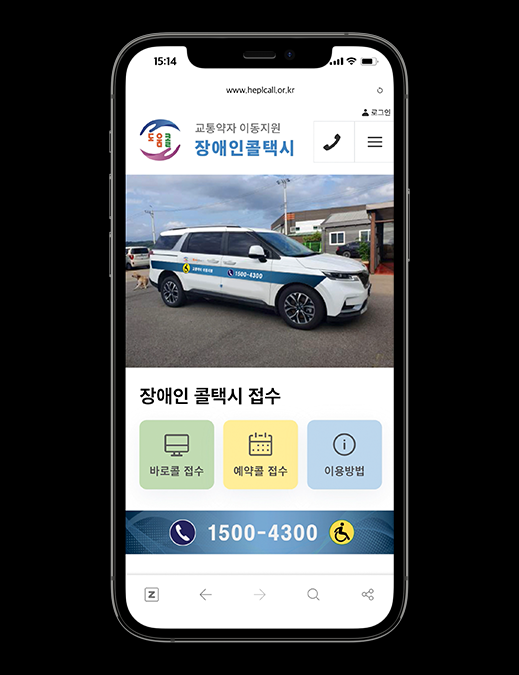 15:14
www.heplcall.or.kr
로그인
도움콜
교통약자 이동지원
장애인콜택시
1500-4300
장애인 콜택시 접수
바로콜 접수
예약콜 접수
이용방법
1500-4300
Z